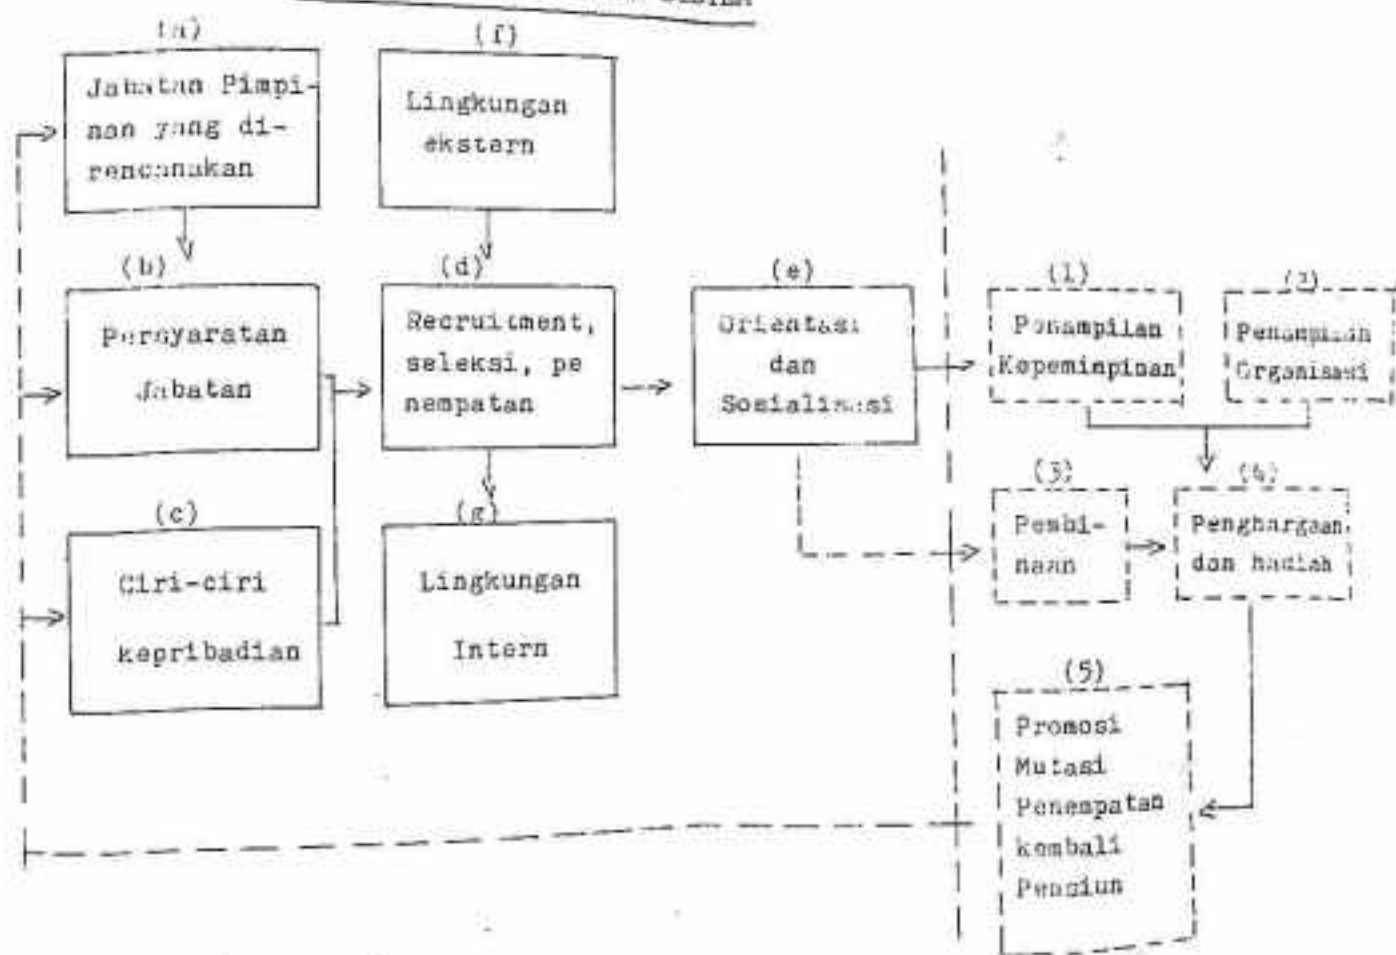 SISTEM
(a)
Jabatan Pimpi-
nan yang di-
rencanakan
(f)
Lingkungan
ekstern
(b)
Persyaratan
Jabatan
(d)
Recruitment,
seleksi, pe
nempatan
(e)
Orientasi
dan
Sosialisasi
(1)
Penampilan
Kepemimpinan
(2)
Penampilan
Organisasi
(c)
Ciri-ciri
kepribadian
(g)
Lingkungan
Intern
(3)
Pembi-
naan
(4)
Penghargaan
dan hadiah
(5)
Promosi
Mutasi
Penempatan
kembali
Pensiun